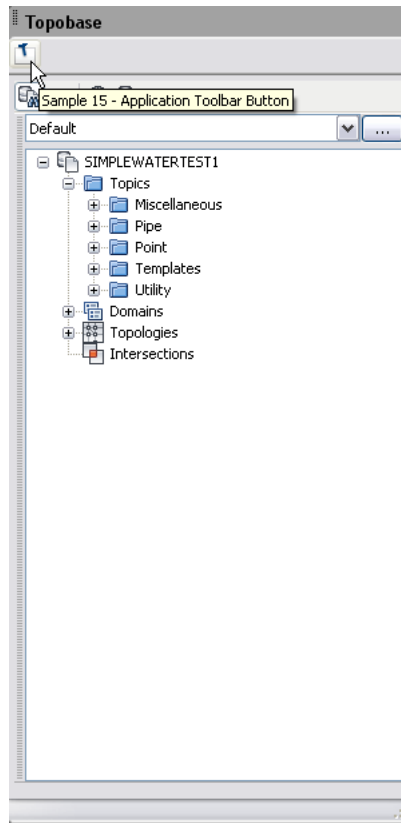 Topobase
Sample 15 - Application Toolbar Button
Default
...
SIMPLEWATERTEST1
Topics
Miscellaneous
Pipe
Point
Templates
Utility
Domains
Topologies
Intersections